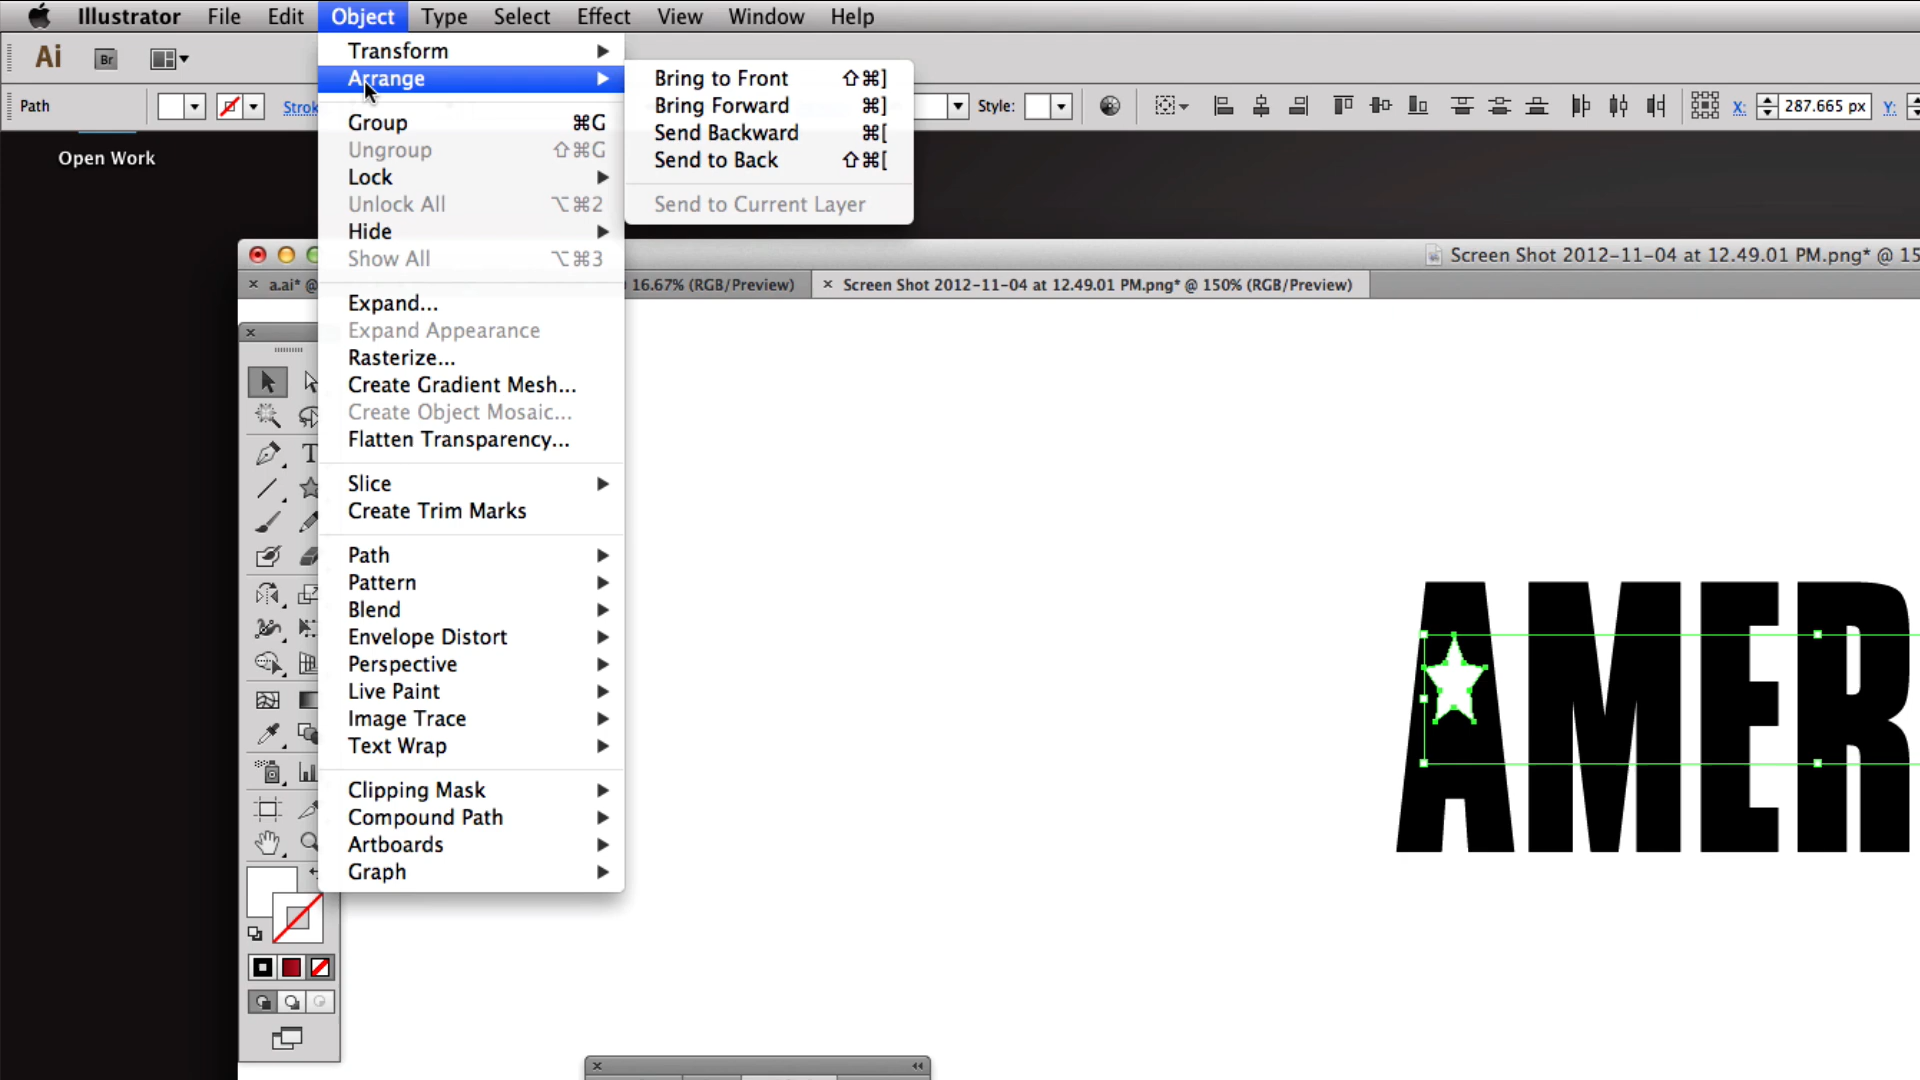 Illustrator File Edit Object Type Select Effect View Window Help
Ai Br
Path
Style:
X: 287.665 px Y:
Open Work
Transform
Arrange
Group ⌘G
Ungroup ⇧⌘G
Lock
Unlock All ⌥⌘2
Hide
Show All ⌥⌘3
Expand...
Expand Appearance
Rasterize...
Create Gradient Mesh...
Create Object Mosaic...
Flatten Transparency...
Slice
Create Trim Marks
Path
Pattern
Blend
Envelope Distort
Perspective
Live Paint
Image Trace
Text Wrap
Clipping Mask
Compound Path
Artboards
Graph
Bring to Front ⇧⌘]
Bring Forward ⌘]
Send Backward ⌘[
Send to Back ⇧⌘[
Send to Current Layer
Screen Shot 2012-11-04 at 12.49.01 PM.png* @ 15
a.ai* @
16.67% (RGB/Preview)
Screen Shot 2012-11-04 at 12.49.01 PM.png* @ 150% (RGB/Preview)
T
AMER